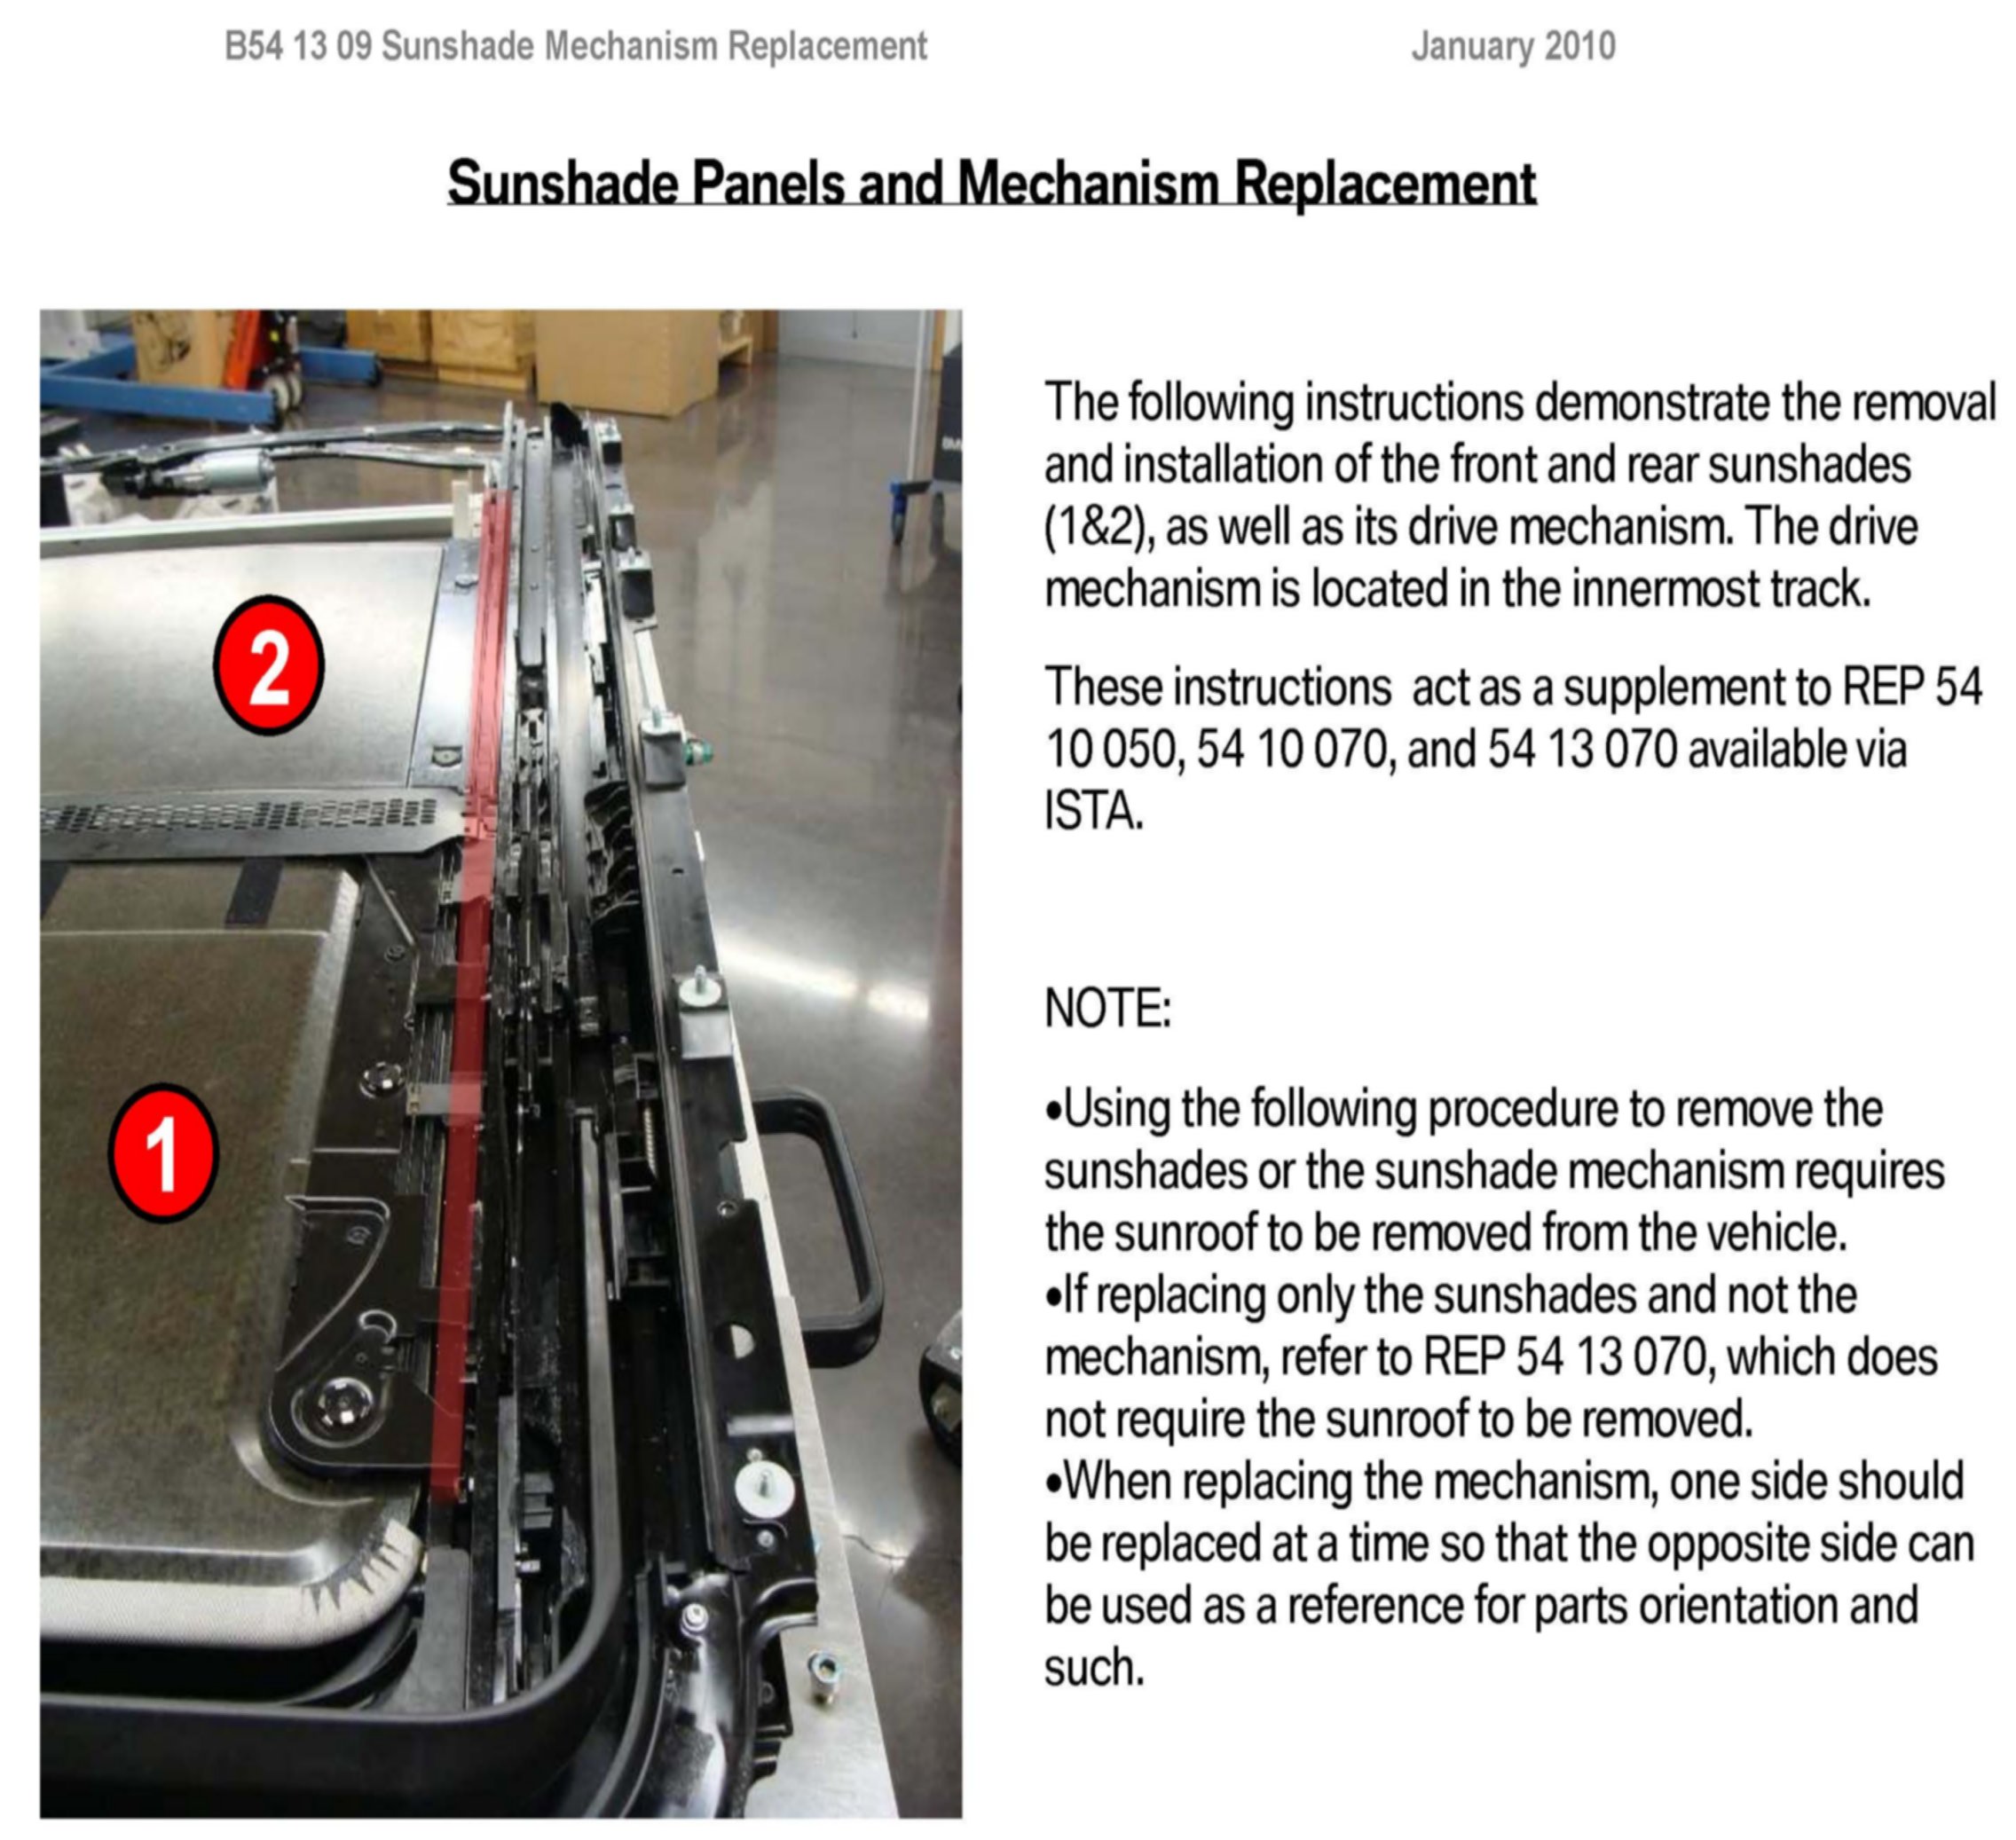 B54 13 09 Sunshade Mechanism Replacement
January 2010
Sunshade Panels and Mechanism Replacement
The following instructions demonstrate the removal
and installation of the front and rear sunshades
(1&2), as well as its drive mechanism. The drive
mechanism is located in the innermost track.
These instructions  act as a supplement to REP 54
10 050, 54 10 070, and 54 13 070 available via
ISTA.
NOTE:
•Using the following procedure to remove the
sunshades or the sunshade mechanism requires
the sunroof to be removed from the vehicle.
•If replacing only the sunshades and not the
mechanism, refer to REP 54 13 070, which does
not require the sunroof to be removed.
•When replacing the mechanism, one side should
be replaced at a time so that the opposite side can
be used as a reference for parts orientation and
such.
2
1